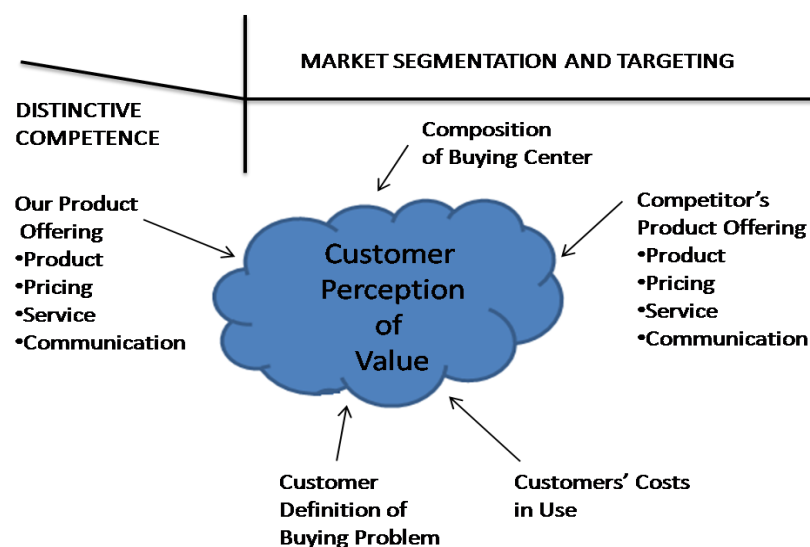 MARKET SEGMENTATION AND TARGETING
DISTINCTIVE
COMPETENCE
Composition
of Buying Center
Our Product
Offering
•Product
•Pricing
•Service
•Communication
Customer
Perception
of
Value
Competitor’s
Product Offering
•Product
•Pricing
•Service
•Communication
Customer
Definition of
Buying Problem
Customers’ Costs
in Use